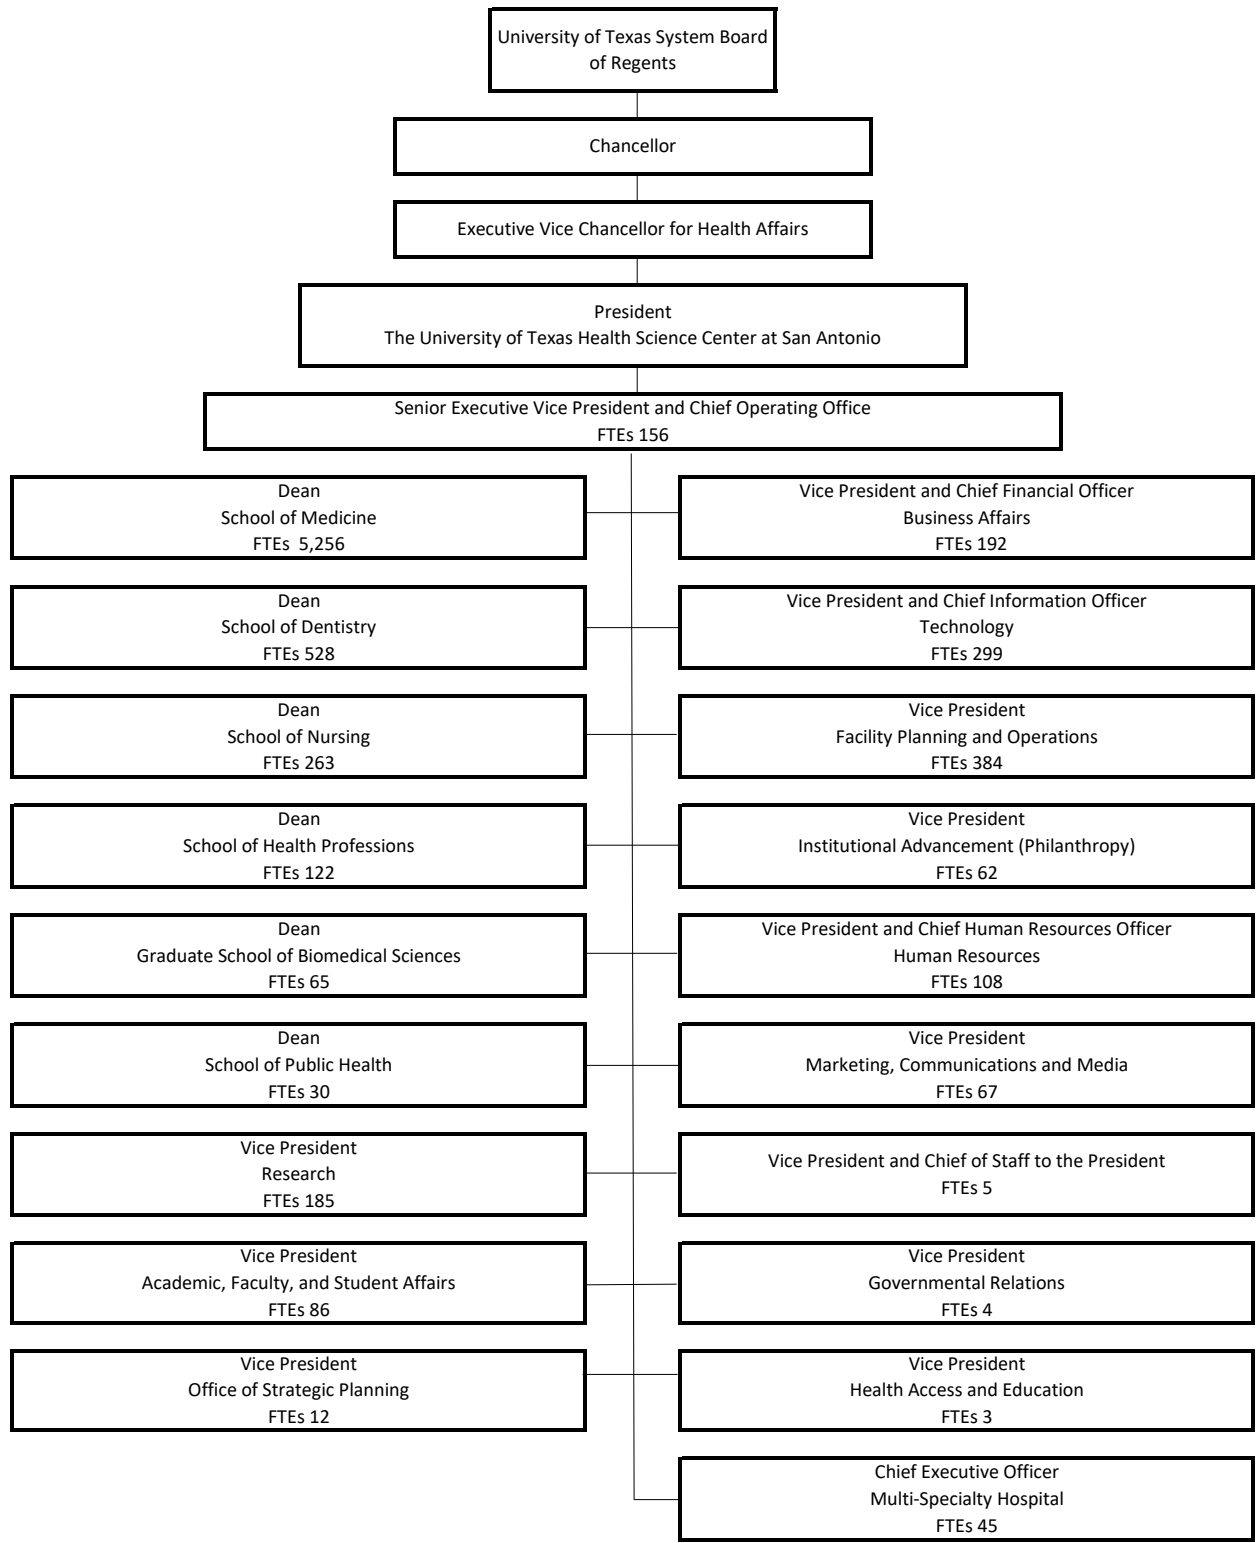 University of Texas System Board
of Regents
Chancellor
Executive Vice Chancellor for Health Affairs
President
The University of Texas Health Science Center at San Antonio
Senior Executive Vice President and Chief Operating Office
FTEs 156
Dean
School of Medicine
FTEs  5,256
Vice President and Chief Financial Officer
Business Affairs
FTEs 192
Dean
School of Dentistry
FTEs 528
Vice President and Chief Information Officer
Technology
FTEs 299
Dean
School of Nursing
FTEs 263
Vice President
Facility Planning and Operations
FTEs 384
Dean
School of Health Professions
FTEs 122
Vice President
Institutional Advancement (Philanthropy)
FTEs 62
Dean
Graduate School of Biomedical Sciences
FTEs 65
Vice President and Chief Human Resources Officer
Human Resources
FTEs 108
Dean
School of Public Health
FTEs 30
Vice President
Marketing, Communications and Media
FTEs 67
Vice President
Research
FTEs 185
Vice President and Chief of Staff to the President
FTEs 5
Vice President
Academic, Faculty, and Student Affairs
FTEs 86
Vice President
Governmental Relations
FTEs 4
Vice President
Office of Strategic Planning
FTEs 12
Vice President
Health Access and Education
FTEs 3
Chief Executive Officer
Multi-Specialty Hospital
FTEs 45